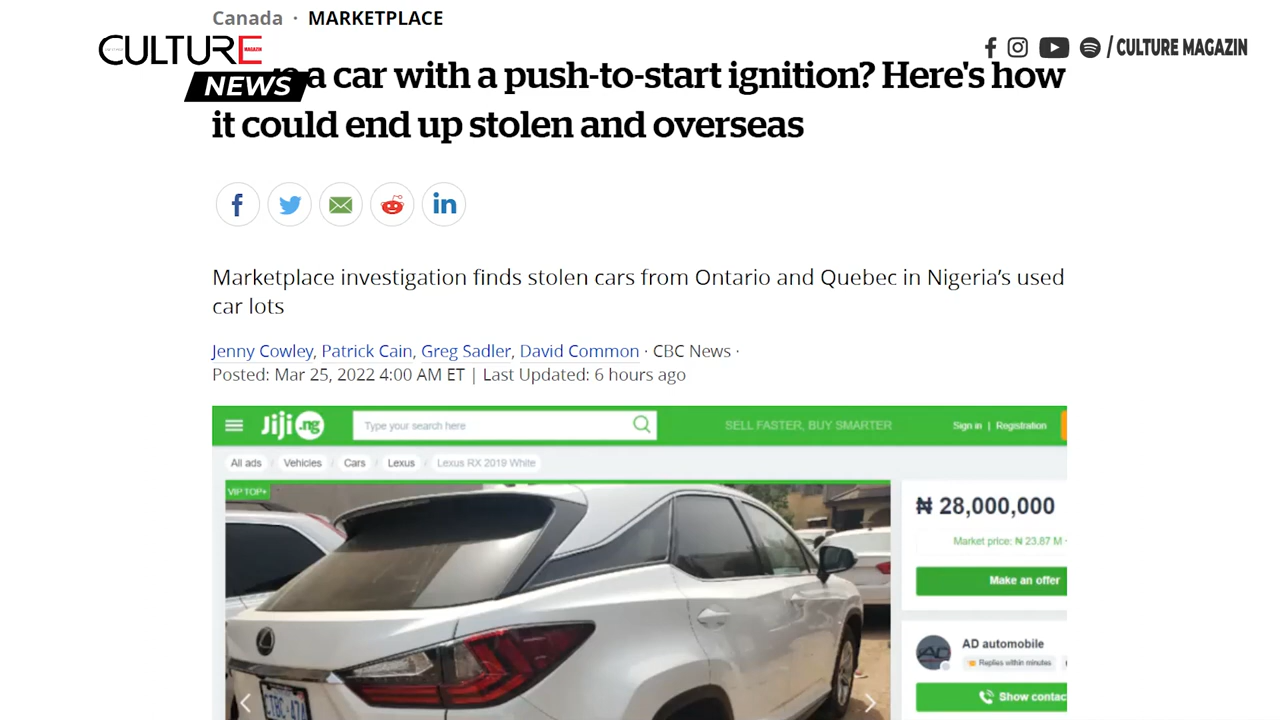 Canada · MARKETPLACE
CULTURE MAGAZIN
NEWS
/ CULTURE MAGAZIN
a car with a push-to-start ignition? Here's how
it could end up stolen and overseas
Marketplace investigation finds stolen cars from Ontario and Quebec in Nigeria's used
car lots
Jenny Cowley, Patrick Cain, Greg Sadler, David Common · CBC News ·
Posted: Mar 25, 2022 4:00 AM ET | Last Updated: 6 hours ago
Jiji .ng
Type your search here
SELL FASTER, BUY SMARTER
Sign in | Registration
All ads / Vehicles / Cars / Lexus / Lexus RX 2019 White
VIP TOP+
₦ 28,000,000
Market price: ₦ 23.87 M
Make an offer
AD automobile
Replies within minutes
Show contac